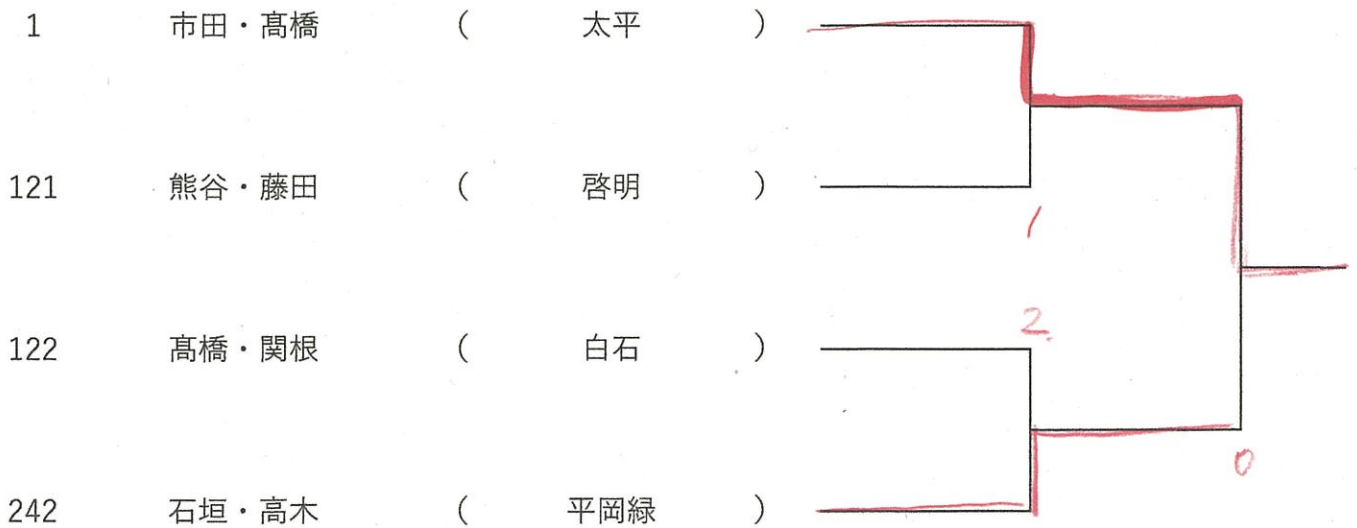 1 市田・髙橋 ( 太平 )
121 熊谷・藤田 ( 啓明 )
1
2
122 髙橋・関根 ( 白石 )
0
242 石垣・高木 ( 平岡緑 )